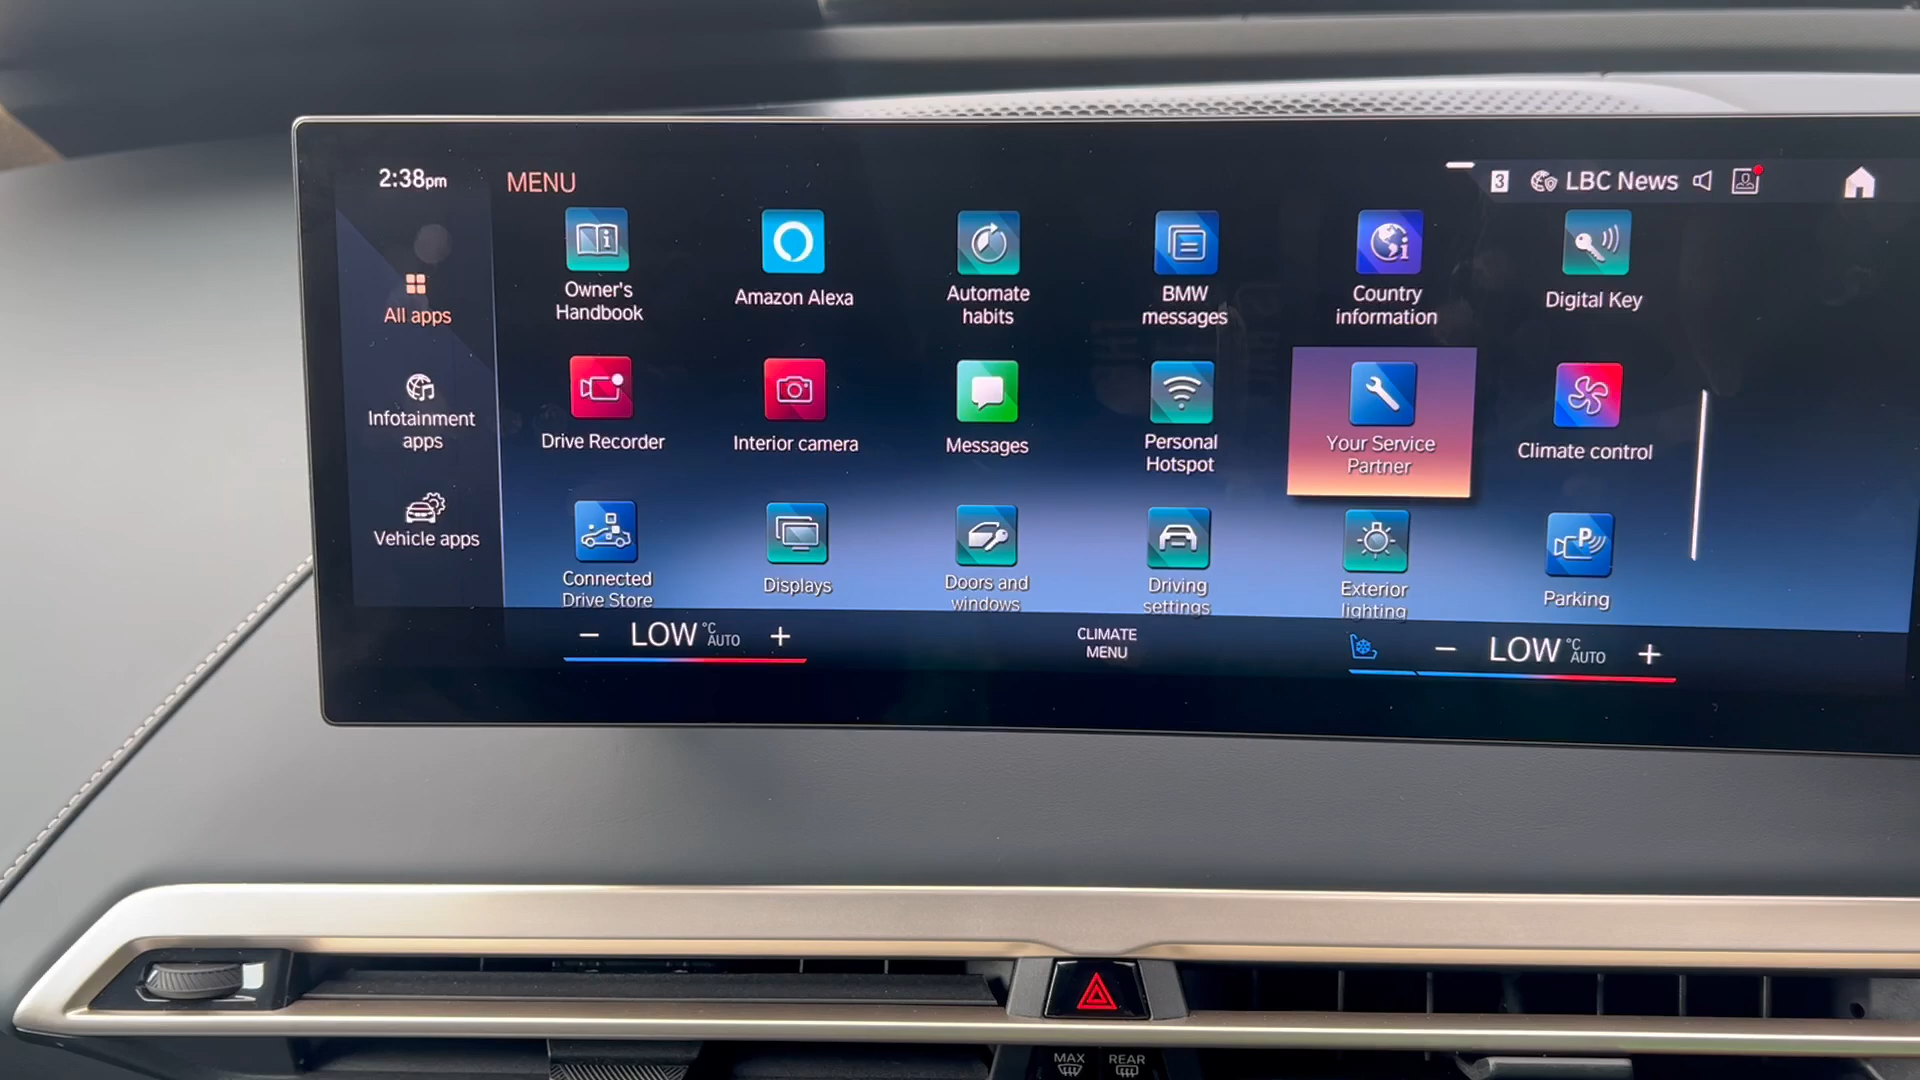 2:38pm
MENU
3
LBC News
All apps
Infotainment
apps
Vehicle apps
Owner's
Handbook
Amazon Alexa
Automate
habits
BMW
messages
Country
information
Digital Key
Drive Recorder
Interior camera
Messages
Personal
Hotspot
Your Service
Partner
Climate control
Connected
Drive Store
Displays
Doors and
windows
Driving
settings
Exterior
lighting
P
Parking
− LOW °C AUTO +
CLIMATE
MENU
− LOW °C AUTO +
MAX
REAR